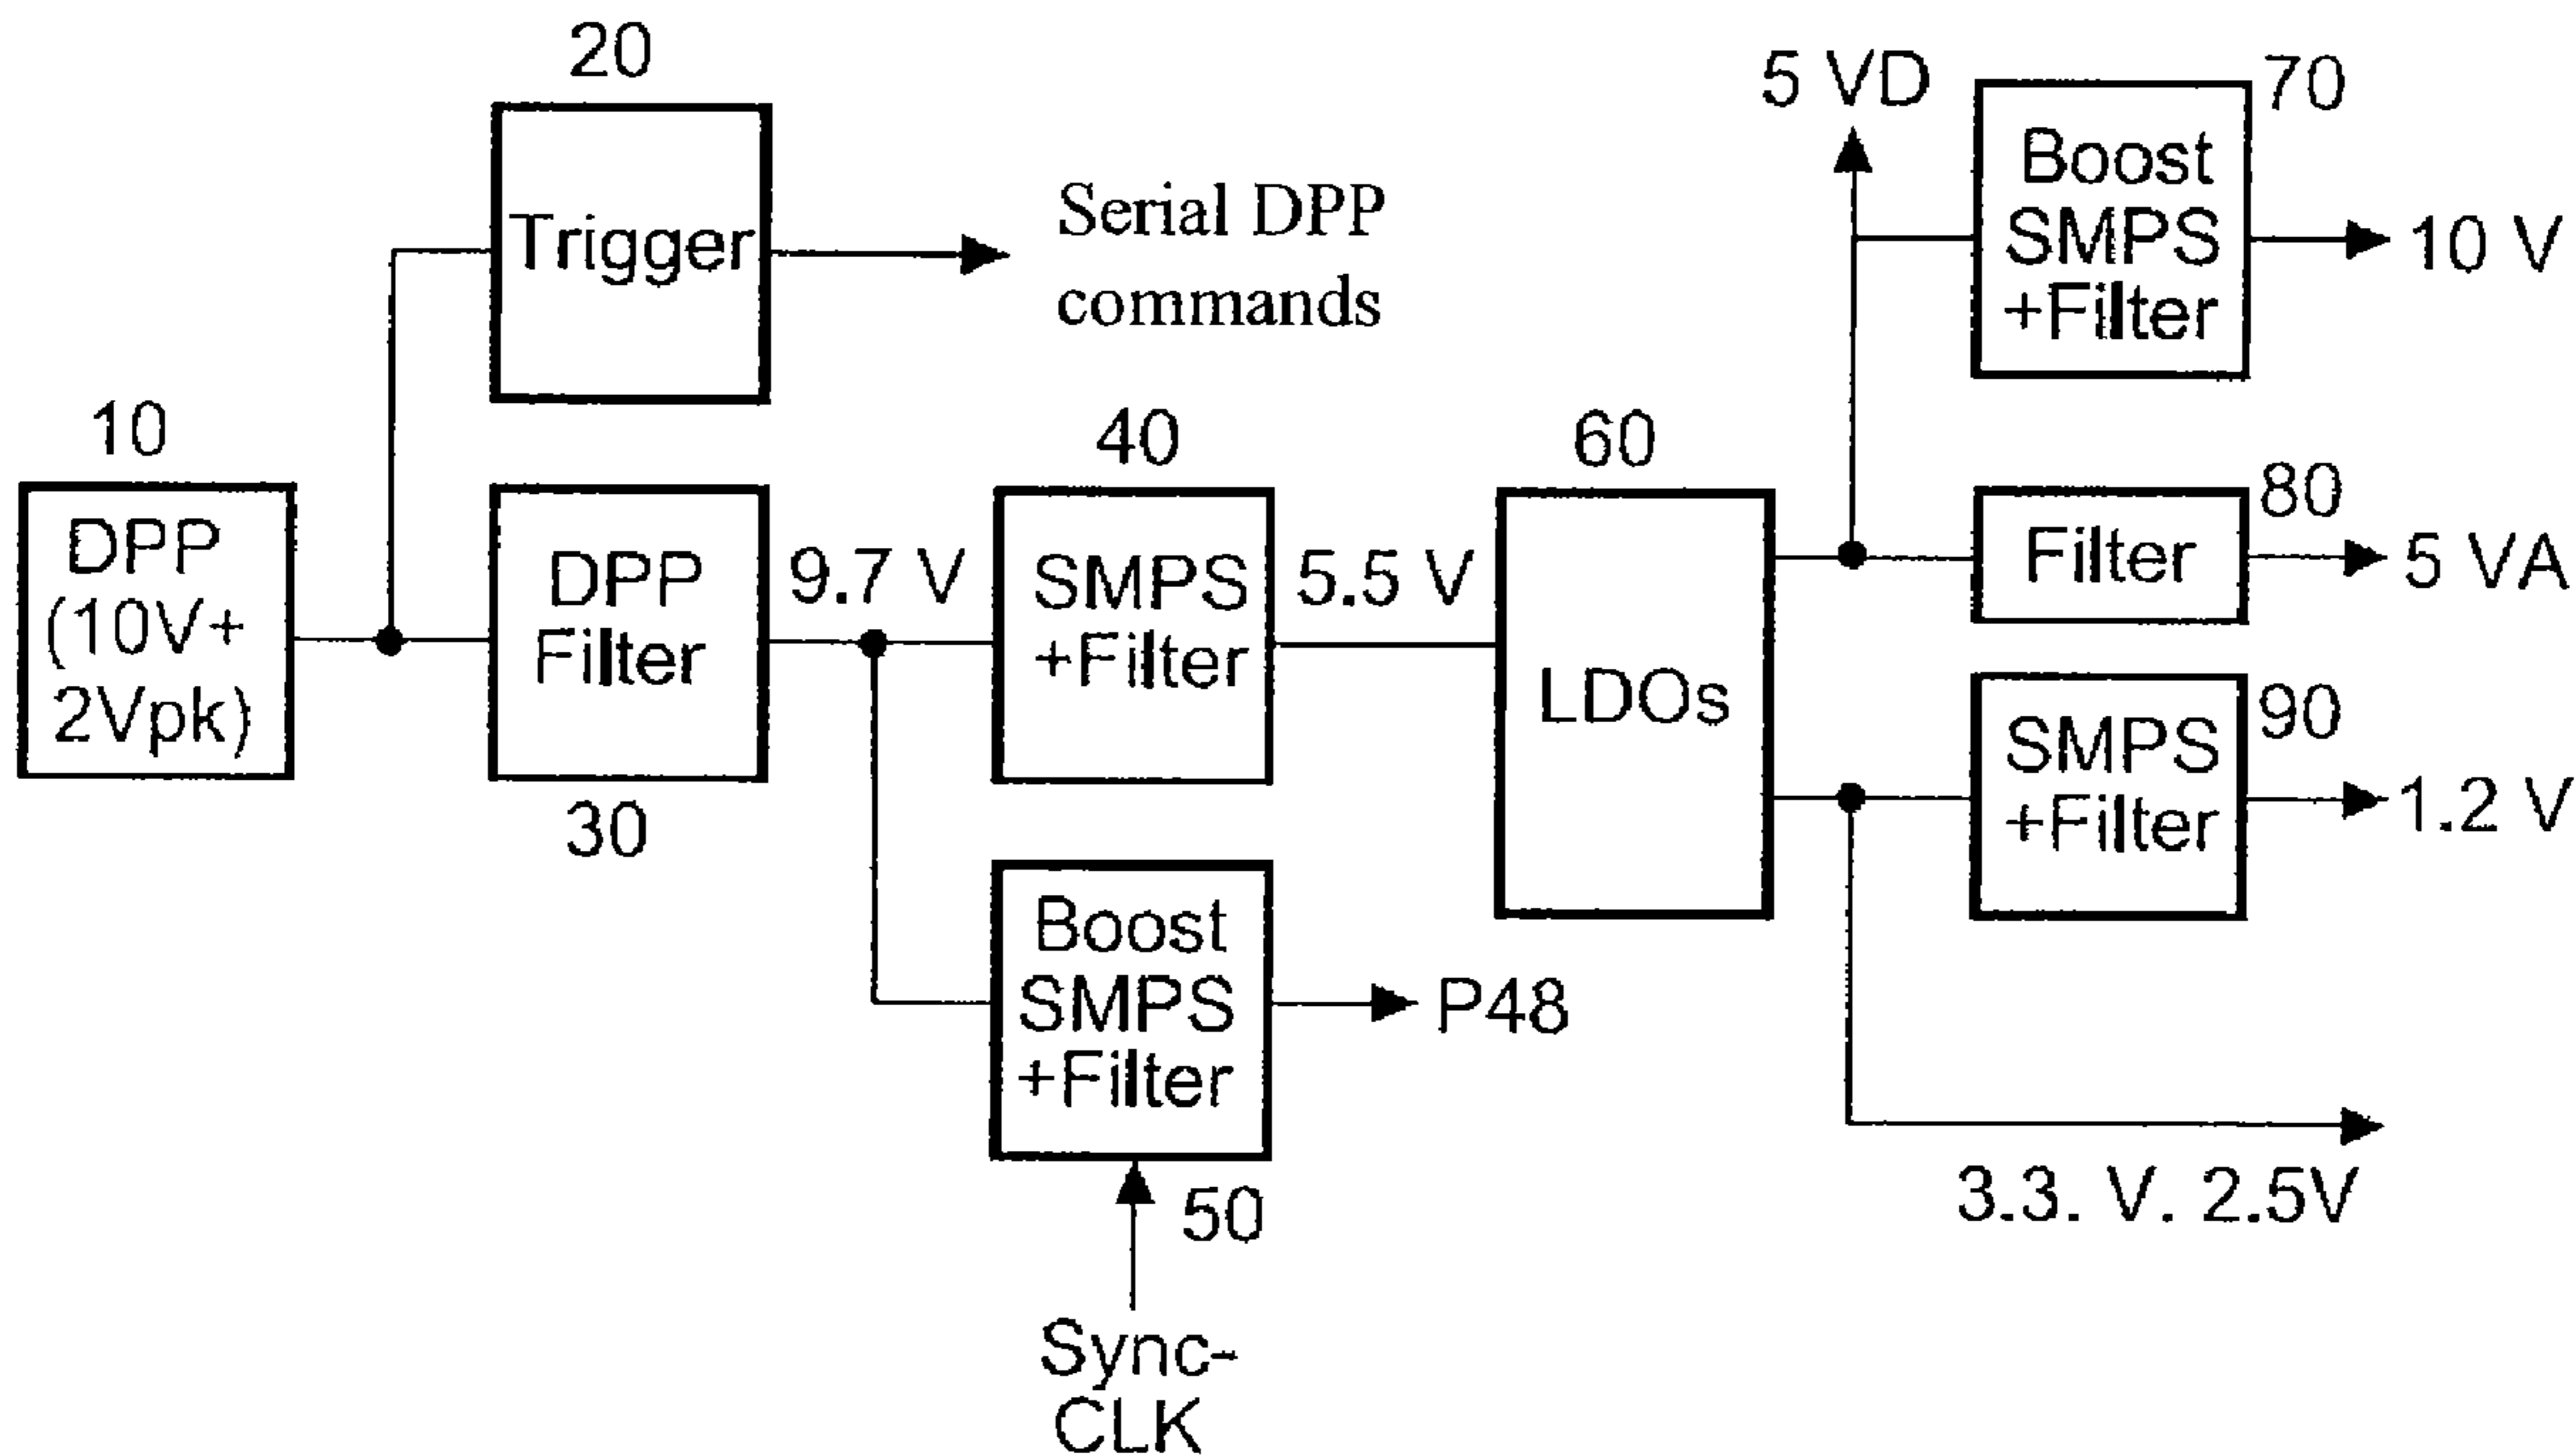 20
Trigger
Serial DPP
commands
10
DPP
(10V+
2Vpk)
DPP
Filter
30
9.7 V
40
SMPS
+Filter
5.5 V
Boost
SMPS
+Filter
50
P48
Sync-
CLK
60
LDOs
5 VD
70
Boost
SMPS
+Filter
10 V
80
Filter
5 VA
90
SMPS
+Filter
1.2 V
3.3. V. 2.5V